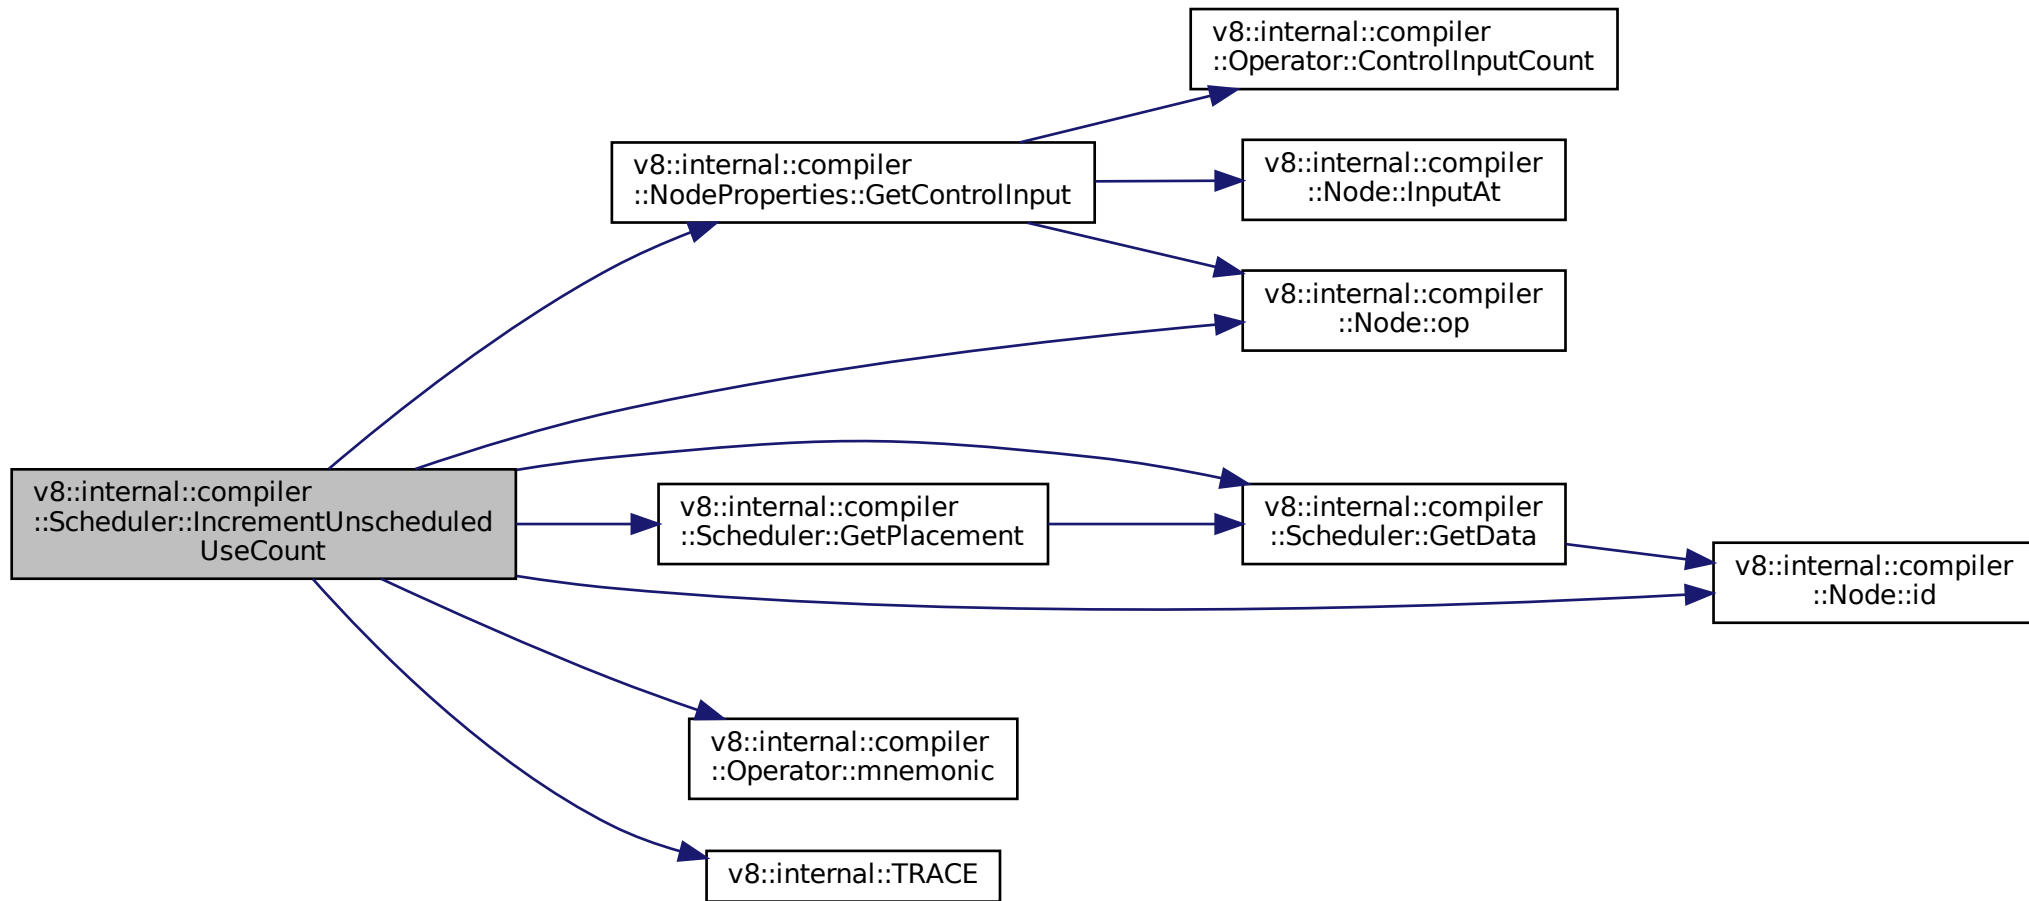 v8::internal::compiler
::Operator::ControlInputCount
v8::internal::compiler
::NodeProperties::GetControlInput
v8::internal::compiler
::Node::InputAt
v8::internal::compiler
::Node::op
v8::internal::compiler
::Scheduler::IncrementUnscheduled
UseCount
v8::internal::compiler
::Scheduler::GetPlacement
v8::internal::compiler
::Scheduler::GetData
v8::internal::compiler
::Node::id
v8::internal::compiler
::Operator::mnemonic
v8::internal::TRACE